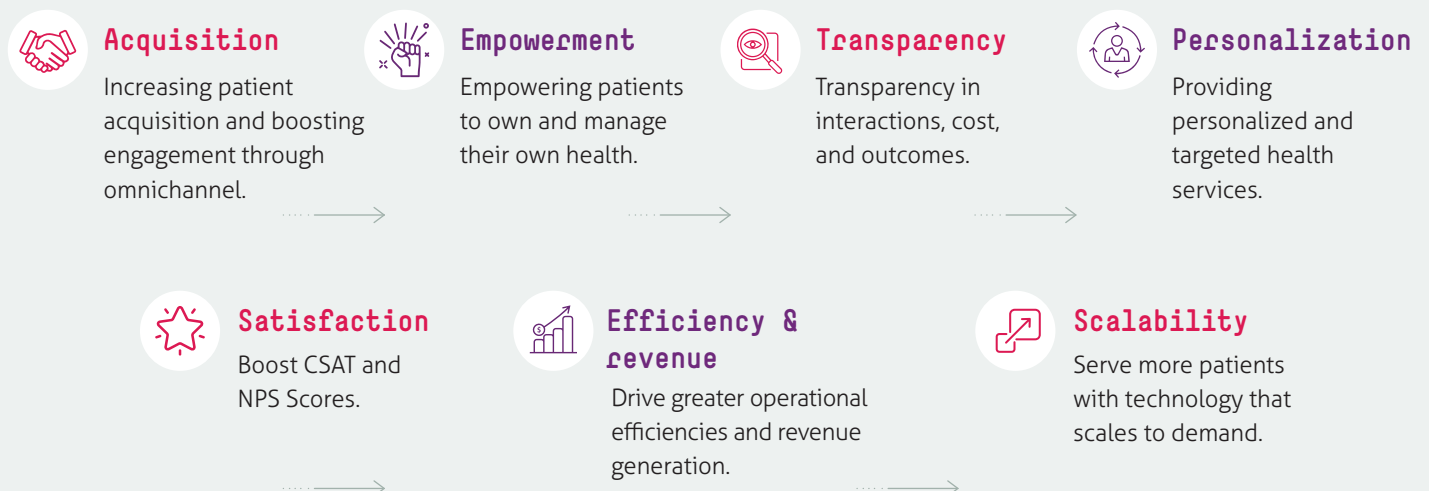 Acquisition
Increasing patient
acquisition and boosting
engagement through
omnichannel.
Empowerment
Empowering patients
to own and manage
their own health.
Transparency
Transparency in
interactions, cost,
and outcomes.
Personalization
Providing
personalized and
targeted health
services.
Satisfaction
Boost CSAT and
NPS Scores.
Efficiency &
revenue
Drive greater operational
efficiencies and revenue
generation.
Scalability
Serve more patients
with technology that
scales to demand.